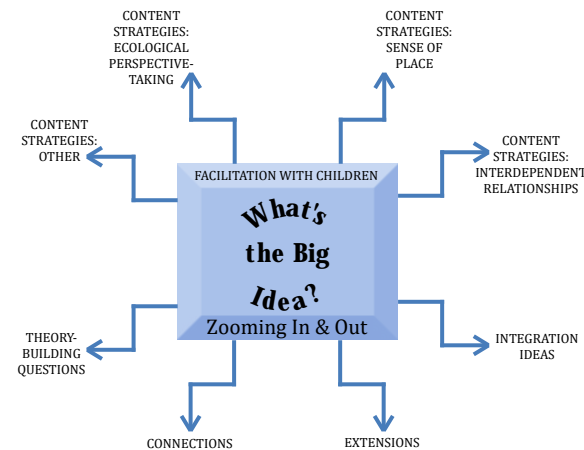 CONTENT
STRATEGIES:
ECOLOGICAL
PERSPECTIVE-
TAKING
CONTENT
STRATEGIES:
SENSE OF
PLACE
CONTENT
STRATEGIES:
OTHER
CONTENT
STRATEGIES:
INTERDEPENDENT
RELATIONSHIPS
FACILITATION WITH CHILDREN
What's
the Big
Idea?
Zooming In & Out
THEORY-
BUILDING
QUESTIONS
INTEGRATION
IDEAS
CONNECTIONS
EXTENSIONS